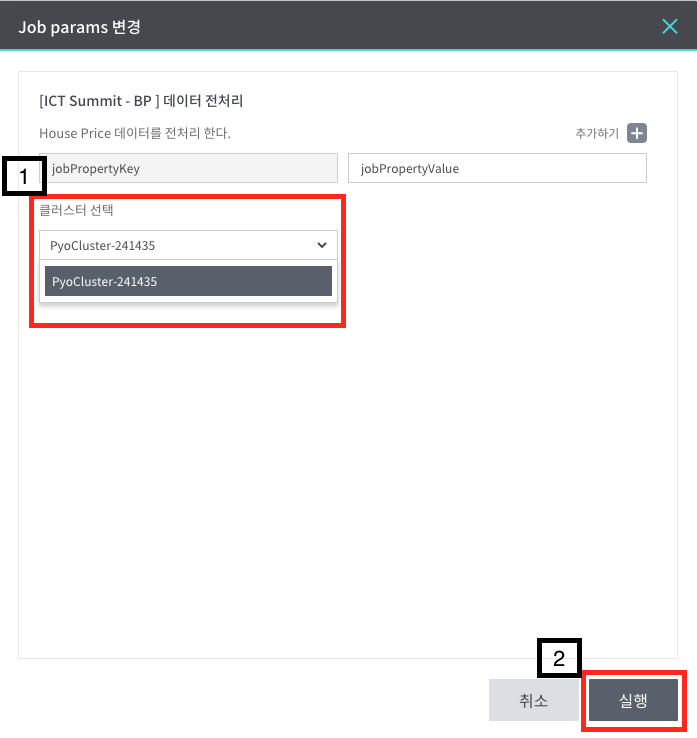 Job params 변경
[ICT Summit - BP ] 데이터 전처리
House Price 데이터를 전처리 한다.
추가하기
1
jobPropertyKey
jobPropertyValue
클러스터 선택
PyoCluster-241435
PyoCluster-241435
2
취소
실행